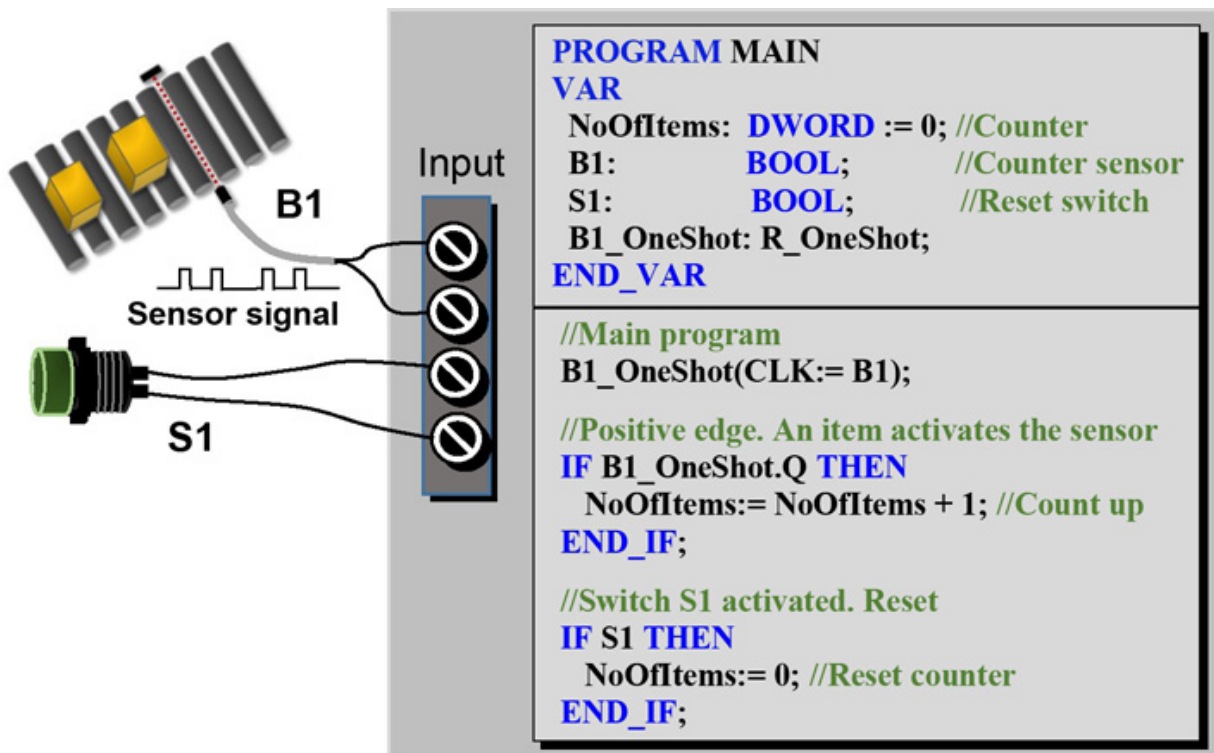 B1
Sensor signal
S1
Input
PROGRAM MAIN
VAR
NoOfItems: DWORD := 0; //Counter
B1: BOOL; //Counter sensor
S1: BOOL; //Reset switch
B1_OneShot: R_OneShot;
END_VAR
//Main program
B1_OneShot(CLK:= B1);
//Positive edge. An item activates the sensor
IF B1_OneShot.Q THEN
NoOfItems:= NoOfItems + 1; //Count up
END_IF;
//Switch S1 activated. Reset
IF S1 THEN
NoOfItems:= 0; //Reset counter
END_IF;